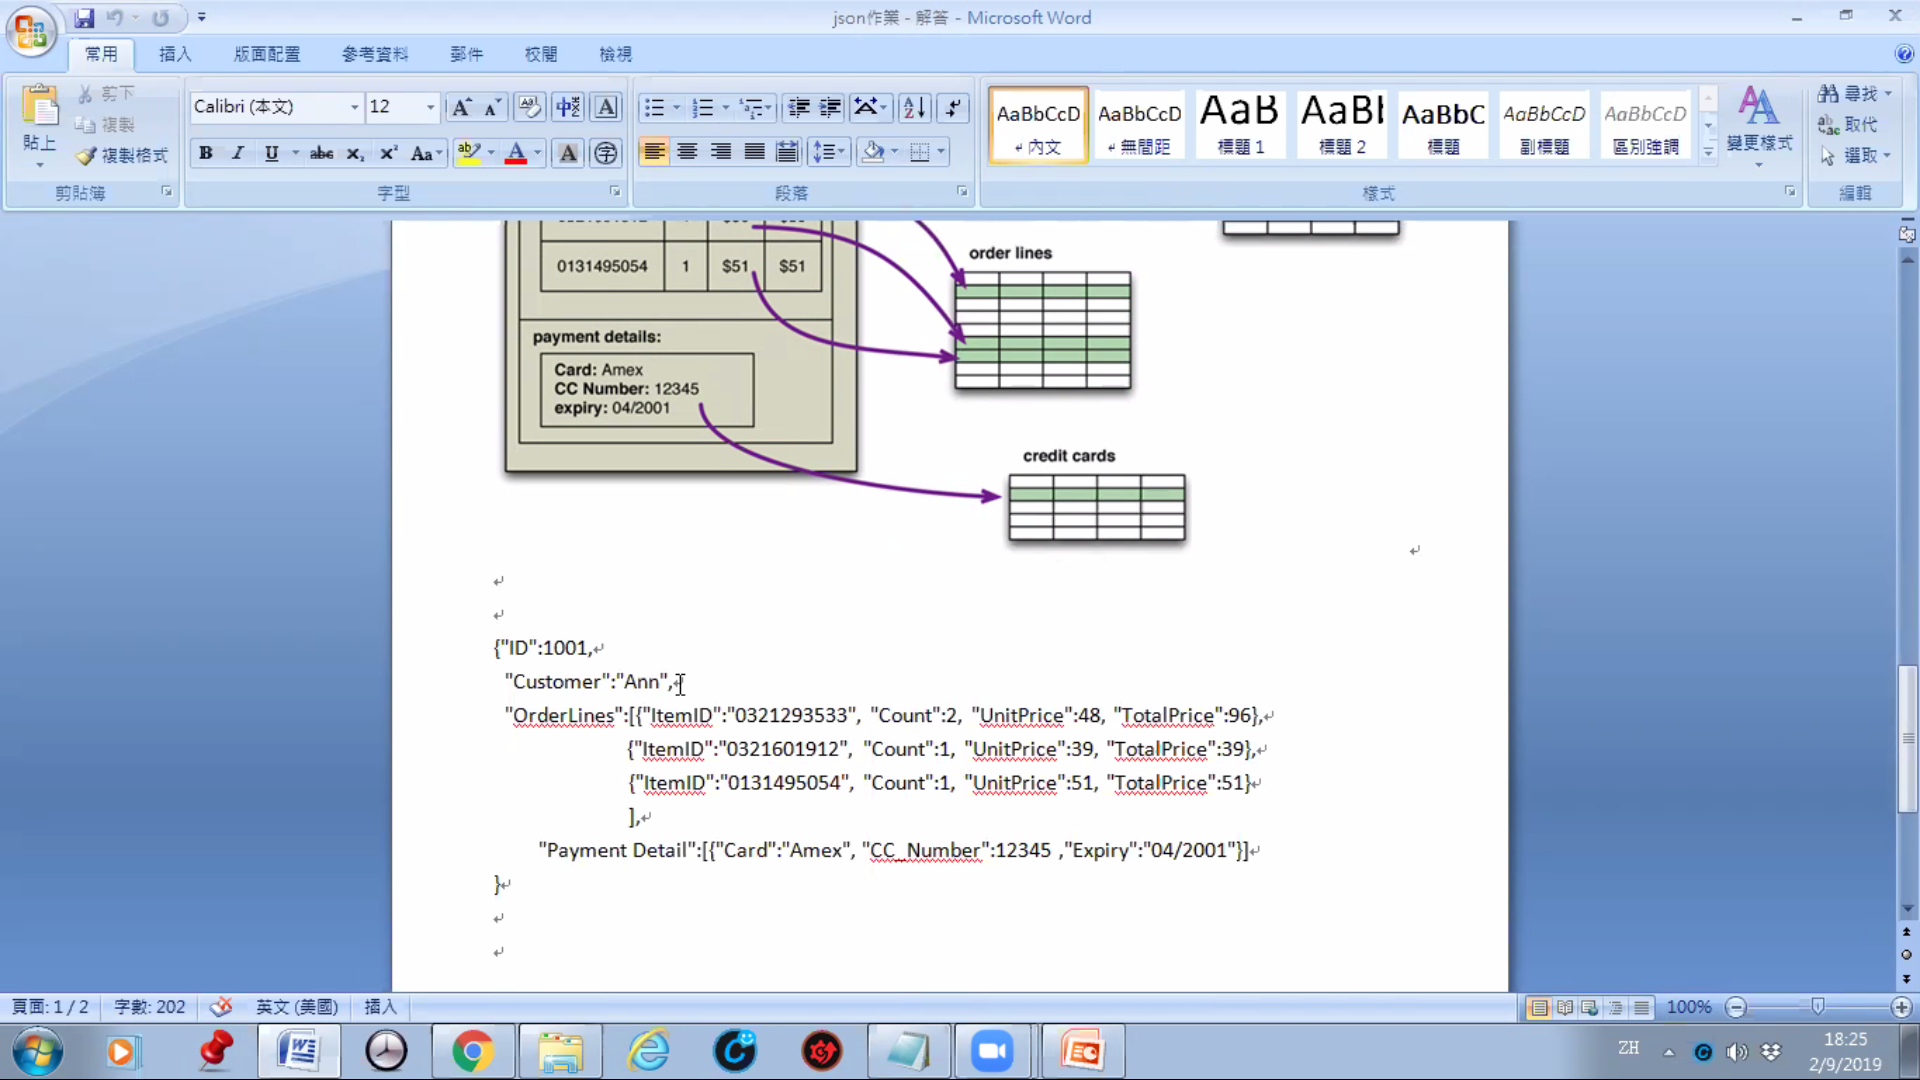 json作業 - 解答 - Microsoft Word
常用 插入 版面配置 參考資料 郵件 校閱 檢視
貼上
剪下
複製
複製格式
剪貼簿
Calibri (本文) 12
字型
段落
AaBbCcD AaBbCcD AaB AaBl AaBbC AaBbCcD AaBbCcD
內文 無間距 標題 1 標題 2 標題 副標題 區別強調
變更樣式
樣式
尋找
取代
選取
編輯
0131495054 1 $51 $51
order lines
payment details:
Card: Amex
CC Number: 12345
expiry: 04/2001
credit cards
{"ID":1001,
"Customer":"Ann",
"OrderLines":[{"ItemID":"0321293533", "Count":2, "UnitPrice":48, "TotalPrice":96},
{"ItemID":"0321601912", "Count":1, "UnitPrice":39, "TotalPrice":39},
{"ItemID":"0131495054", "Count":1, "UnitPrice":51, "TotalPrice":51}
],
"Payment Detail":[{"Card":"Amex", "CC_Number":12345 ,"Expiry":"04/2001"}]
}
頁面: 1 / 2 字數: 202 英文 (美國) 插入 100%
ZH
18:25
2/9/2019